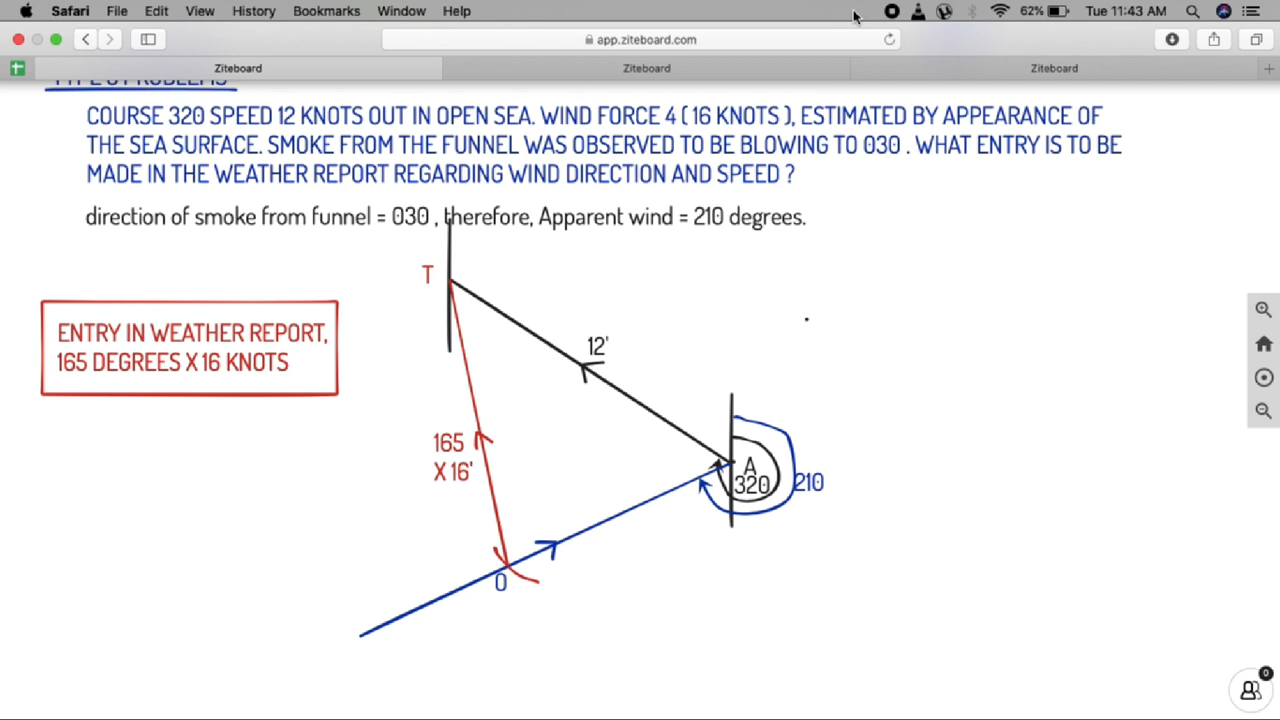 Safari File Edit View History Bookmarks Window Help 62% Tue 11:43 AM
app.ziteboard.com
Ziteboard Ziteboard Ziteboard
TYPE 3 PROBLEMS
COURSE 320 SPEED 12 KNOTS OUT IN OPEN SEA. WIND FORCE 4 ( 16 KNOTS ), ESTIMATED BY APPEARANCE OF
THE SEA SURFACE. SMOKE FROM THE FUNNEL WAS OBSERVED TO BE BLOWING TO 030 . WHAT ENTRY IS TO BE
MADE IN THE WEATHER REPORT REGARDING WIND DIRECTION AND SPEED ?
direction of smoke from funnel = 030 , therefore, Apparent wind = 210 degrees.
T
ENTRY IN WEATHER REPORT,
165 DEGREES X 16 KNOTS
12'
165
X 16'
A
320
210
O
0